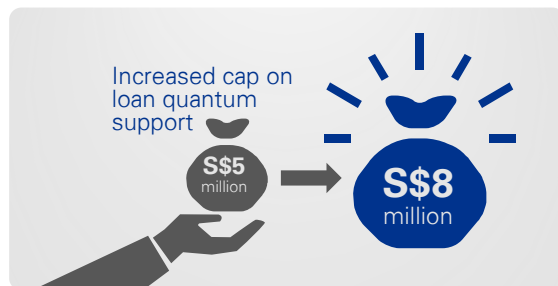 Increased cap on
loan quantum
support
S$5
million
S$8
million